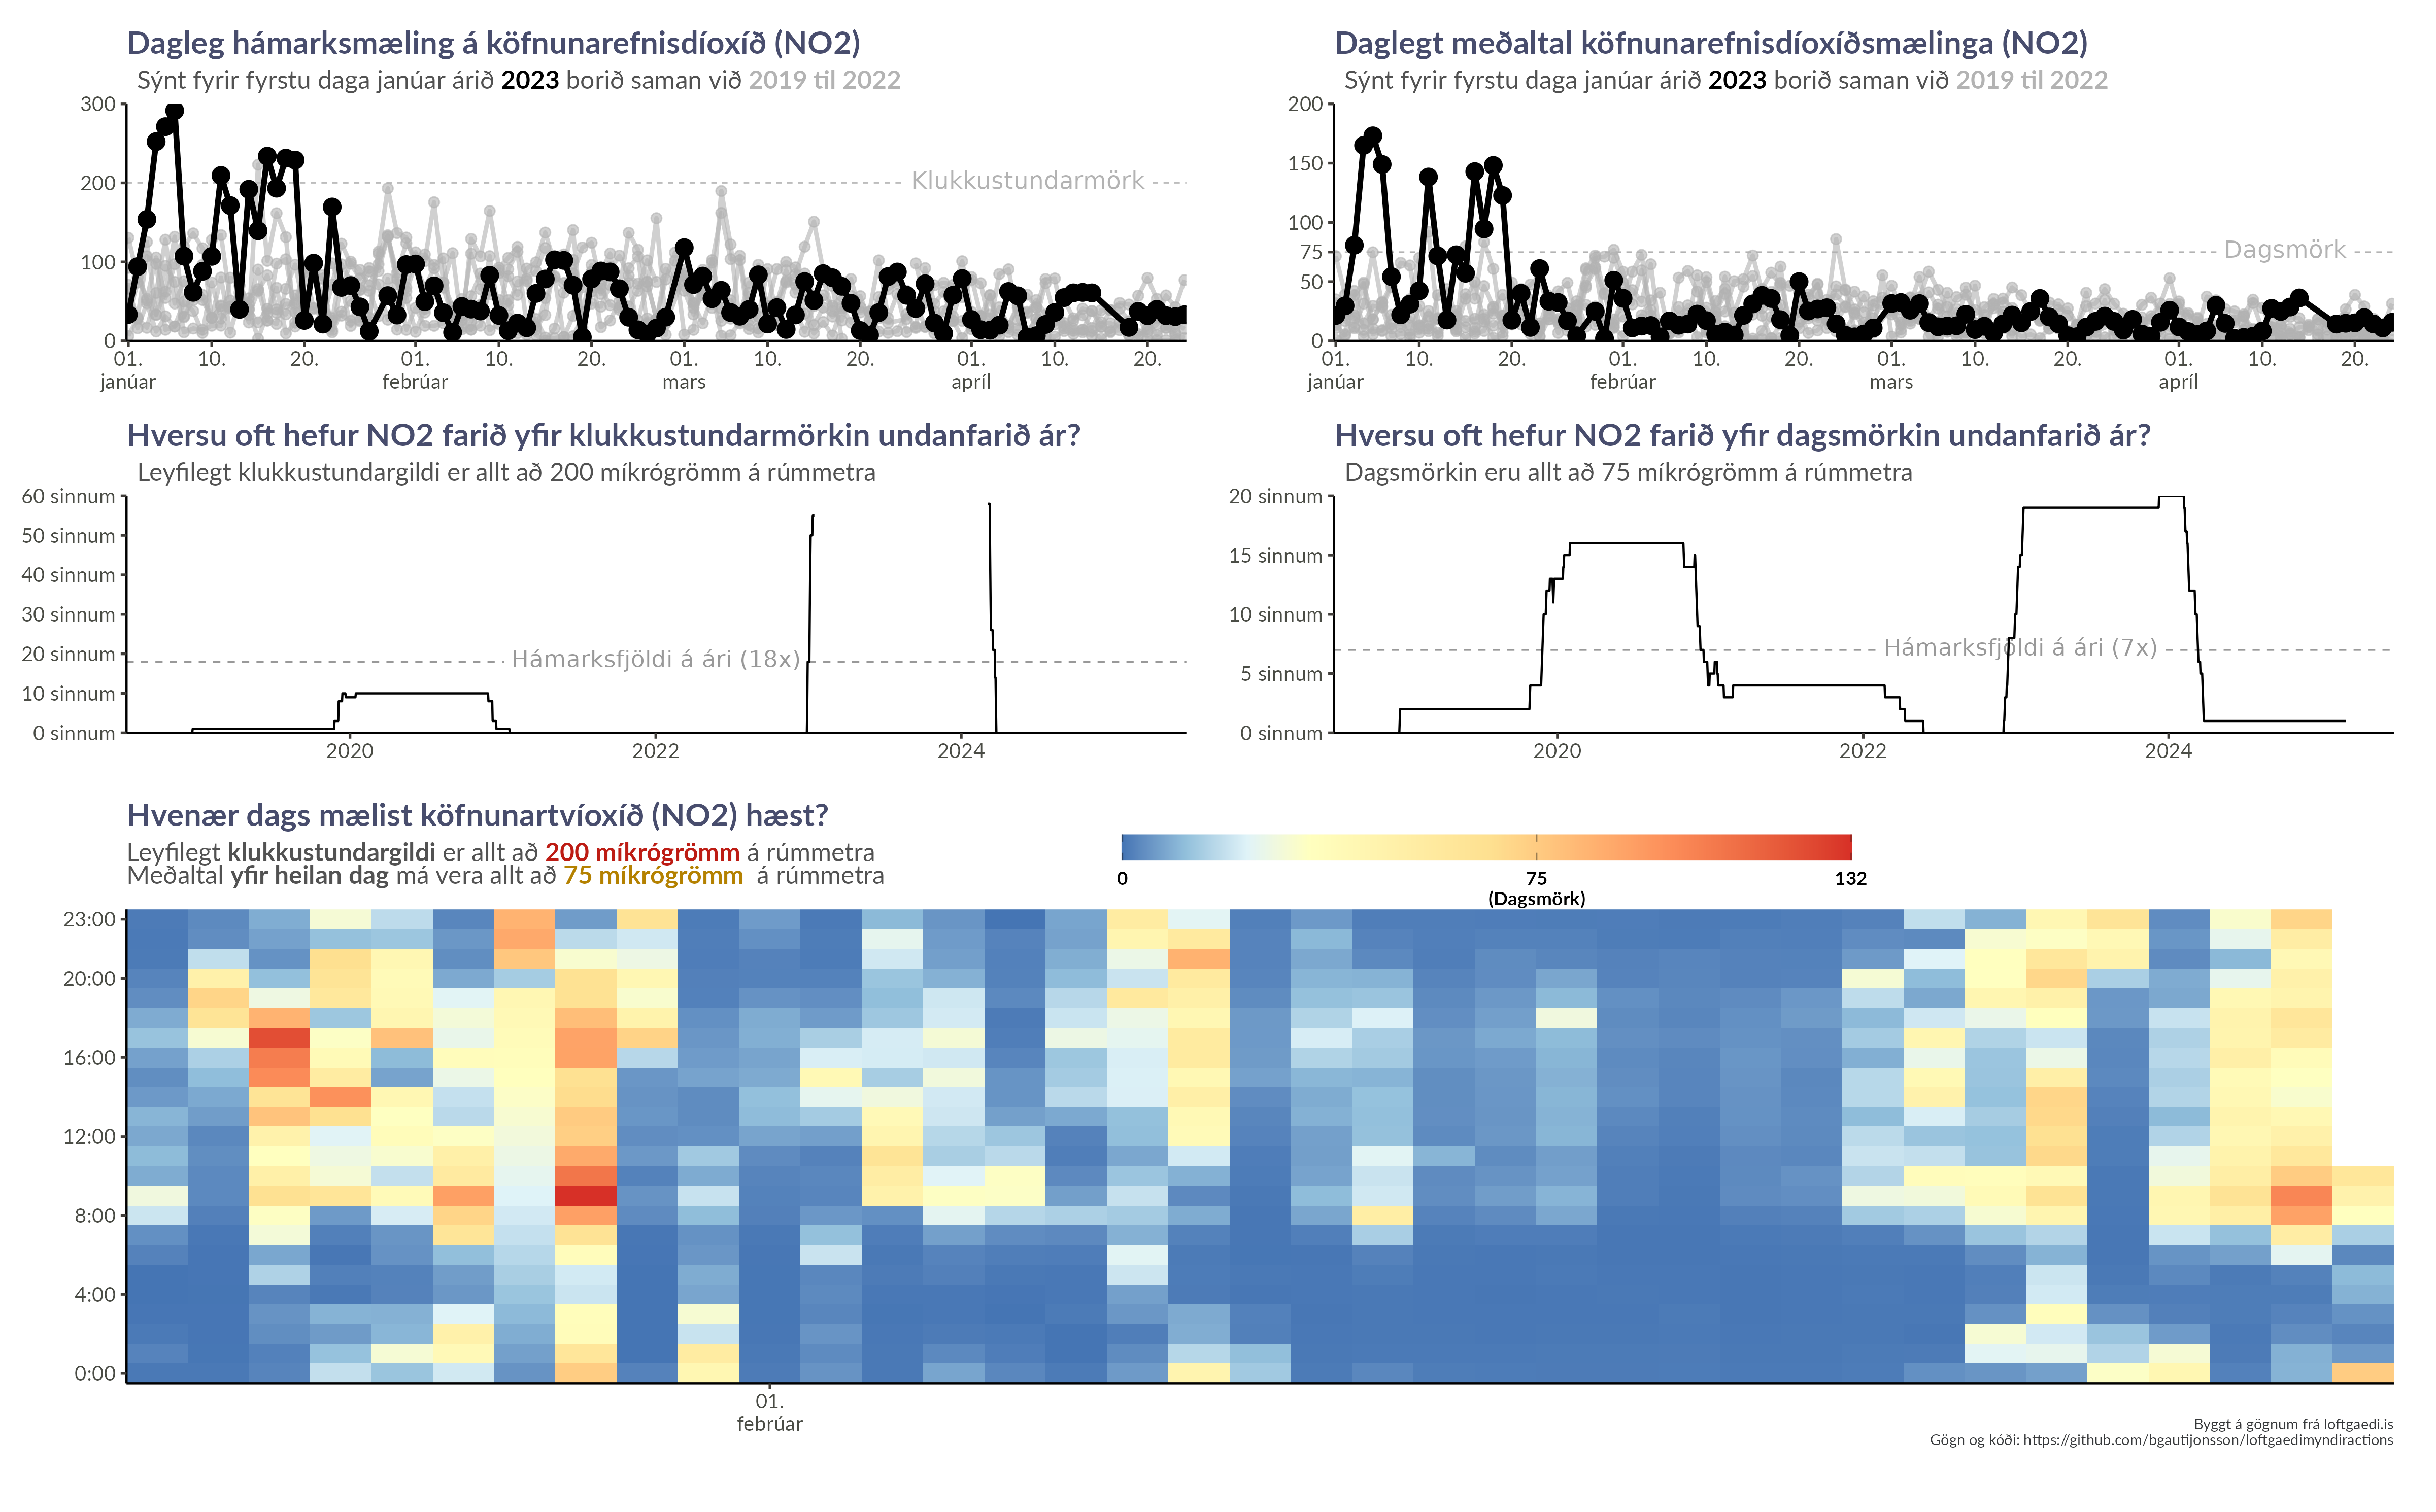 Dagleg hámarksmæling á köfnunarefnisdíoxíð (NO2)
Sýnt fyrir fyrstu daga janúar árið 2023 borið saman við 2019 til 2022
300
200
100
0
Klukkustundarmörk
01. 10. 20. 01. 10. 20. 01. 10. 20. 01. 10. 20.
janúar febrúar mars apríl
Daglegt meðaltal köfnunarefnisdíoxíðsmælinga (NO2)
Sýnt fyrir fyrstu daga janúar árið 2023 borið saman við 2019 til 2022
200
150
100
75
50
0
Dagsmörk
01. 10. 20. 01. 10. 20. 01. 10. 20. 01. 10. 20.
janúar febrúar mars apríl
Hversu oft hefur NO2 farið yfir klukkustundarmörkin undanfarið ár?
Leyfilegt klukkustundargildi er allt að 200 míkrógrömm á rúmmetra
60 sinnum
50 sinnum
40 sinnum
30 sinnum
20 sinnum
10 sinnum
0 sinnum
Hámarksfjöldi á ári (18x)
2020 2022 2024
Hversu oft hefur NO2 farið yfir dagsmörkin undanfarið ár?
Dagsmörkin eru allt að 75 míkrógrömm á rúmmetra
20 sinnum
15 sinnum
10 sinnum
5 sinnum
0 sinnum
Hámarksfjöldi á ári (7x)
2020 2022 2024
Hvenær dags mælist köfnunartvíoxíð (NO2) hæst?
Leyfilegt klukkustundargildi er allt að 200 míkrógrömm á rúmmetra
Meðaltal yfir heilan dag má vera allt að 75 míkrógrömm á rúmmetra
0 75 132
(Dagsmörk)
23:00
20:00
16:00
12:00
8:00
4:00
0:00
01.
febrúar
Byggt á gögnum frá loftgaedi.is
Gögn og kóði: https://github.com/bgautijonsson/loftgaedimyndiractions